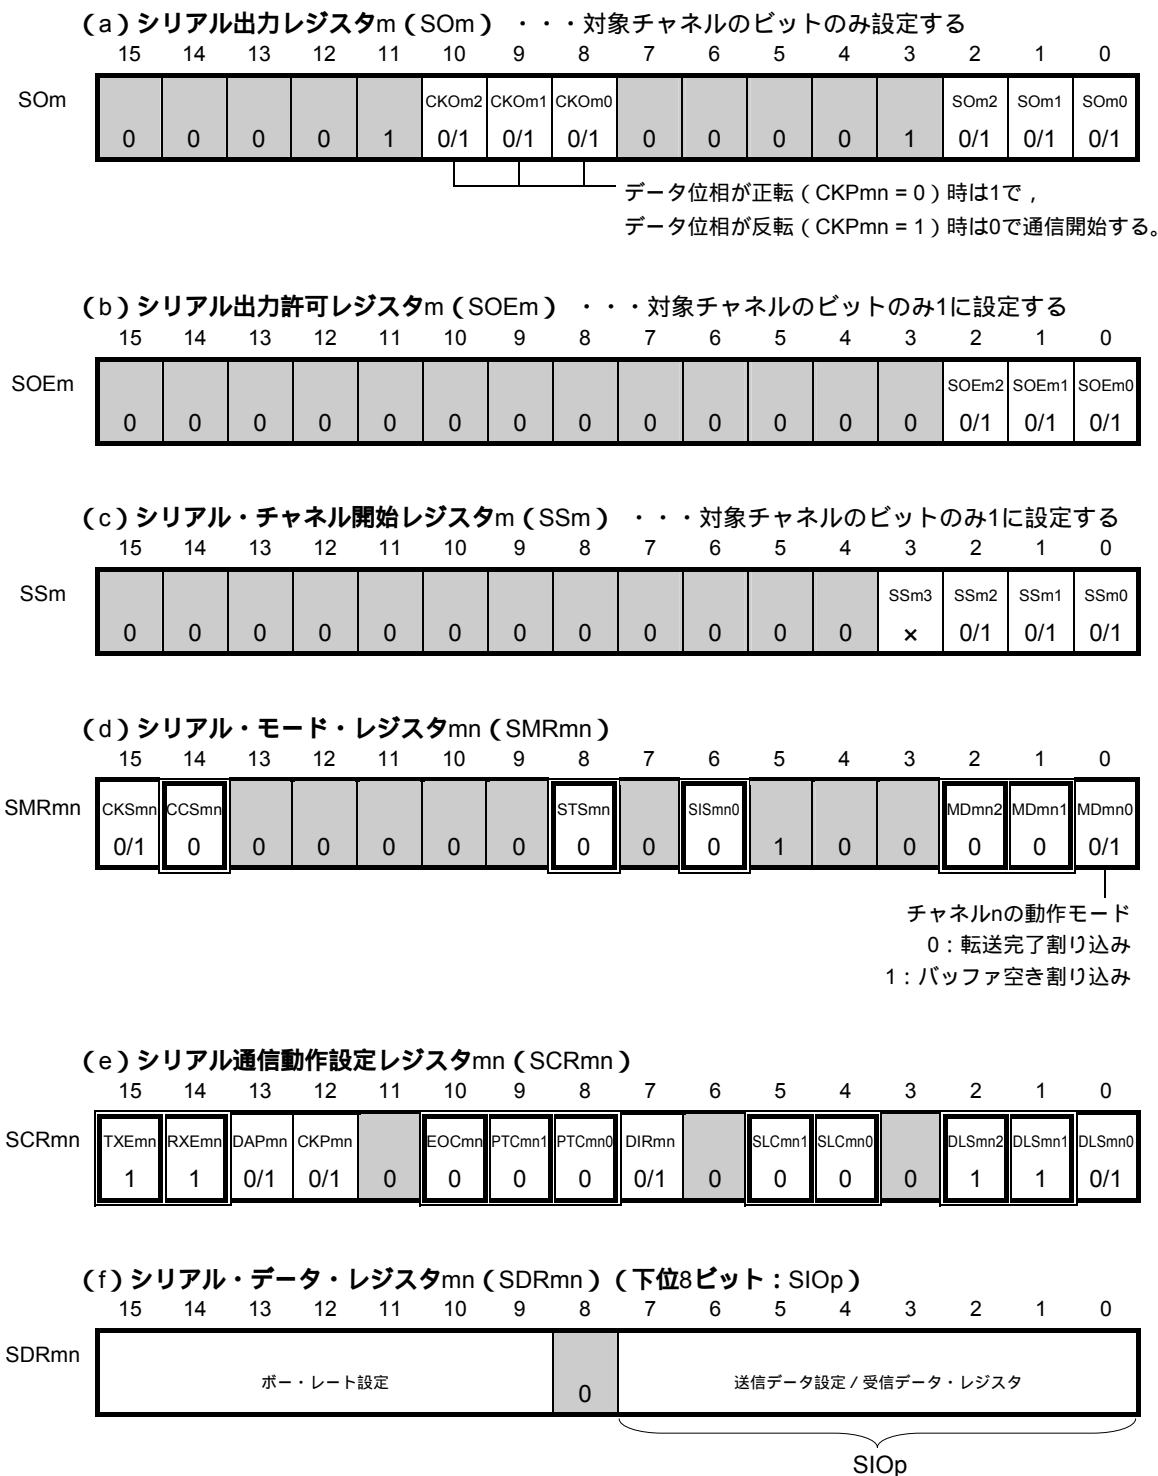 (a)シリアル出力レジスタm(SOm) ・・・対象チャネルのビットのみ設定する
15 14 13 12 11 10 9 8 7 6 5 4 3 2 1 0
SOm
CKOm2 CKOm1 CKOm0 SOm2 SOm1 SOm0
0 0 0 0 1 0/1 0/1 0/1 0 0 0 0 1 0/1 0/1 0/1
データ位相が正転(CKPmn = 0)時は1で,
データ位相が反転(CKPmn = 1)時は0で通信開始する。
(b)シリアル出力許可レジスタm(SOEm) ・・・対象チャネルのビットのみ1に設定する
15 14 13 12 11 10 9 8 7 6 5 4 3 2 1 0
SOEm
SOEm2 SOEm1 SOEm0
0 0 0 0 0 0 0 0 0 0 0 0 0 0/1 0/1 0/1
(c)シリアル・チャネル開始レジスタm(SSm) ・・・対象チャネルのビットのみ1に設定する
15 14 13 12 11 10 9 8 7 6 5 4 3 2 1 0
SSm
SSm3 SSm2 SSm1 SSm0
0 0 0 0 0 0 0 0 0 0 0 0 × 0/1 0/1 0/1
(d)シリアル・モード・レジスタmn(SMRmn)
15 14 13 12 11 10 9 8 7 6 5 4 3 2 1 0
SMRmn
CKSmn CCSmn STSmn SISmn0 MDmn2 MDmn1 MDmn0
0/1 0 0 0 0 0 0 0 0 0 1 0 0 0 0 0/1
チャネルnの動作モード
0:転送完了割り込み
1:バッファ空き割り込み
(e)シリアル通信動作設定レジスタmn(SCRmn)
15 14 13 12 11 10 9 8 7 6 5 4 3 2 1 0
SCRmn
TXEmn RXEmn DAPmn CKPmn EOCmn PTCmn1 PTCmn0 DIRmn SLCmn1 SLCmn0 DLSmn2 DLSmn1 DLSmn0
1 1 0/1 0/1 0 0 0 0 0/1 0 0 0 0 1 1 0/1
(f)シリアル・データ・レジスタmn(SDRmn)(下位8ビット:SIOp)
15 14 13 12 11 10 9 8 7 6 5 4 3 2 1 0
SDRmn
ボー・レート設定 0 送信データ設定/受信データ・レジスタ
SIOp